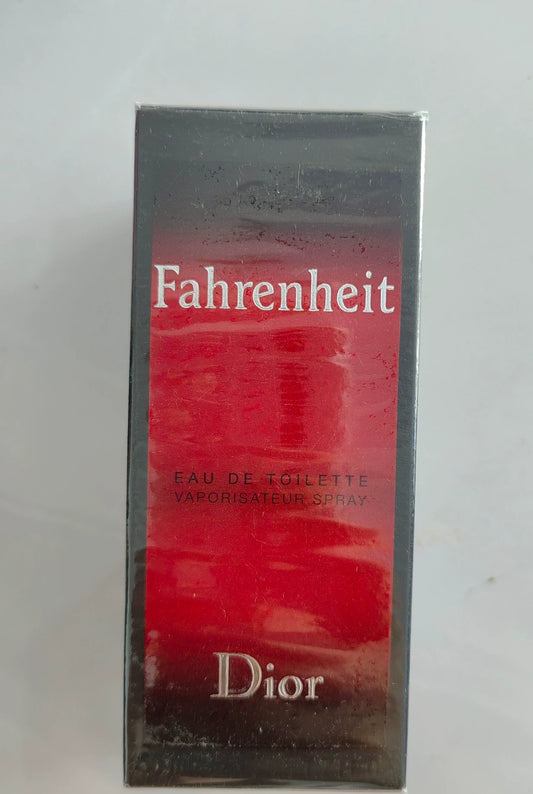 Fahrenheit
EAU DE TOILETTE
VAPORISATEUR SPRAY
Dior